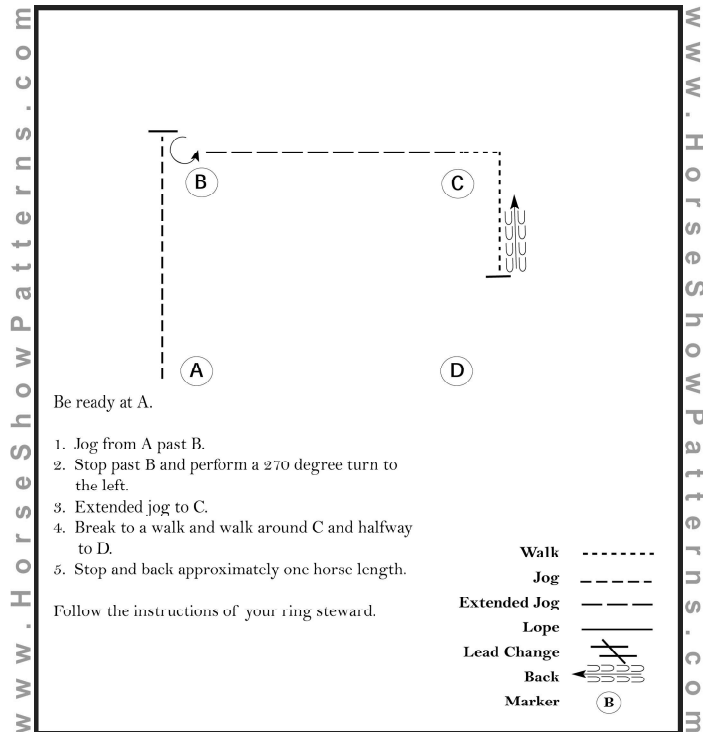 www.HorseShowPatterns.com
www.HorseShowPatterns.com
B
C
A
D
Be ready at A.
1. Jog from A past B.
2. Stop past B and perform a 270 degree turn to
the left.
3. Extended jog to C.
4. Break to a walk and walk around C and halfway
to D.
5. Stop and back approximately one horse length.
Follow the instructions of your ring steward.
Walk
Jog
Extended Jog
Lope
Lead Change
Back
Marker B